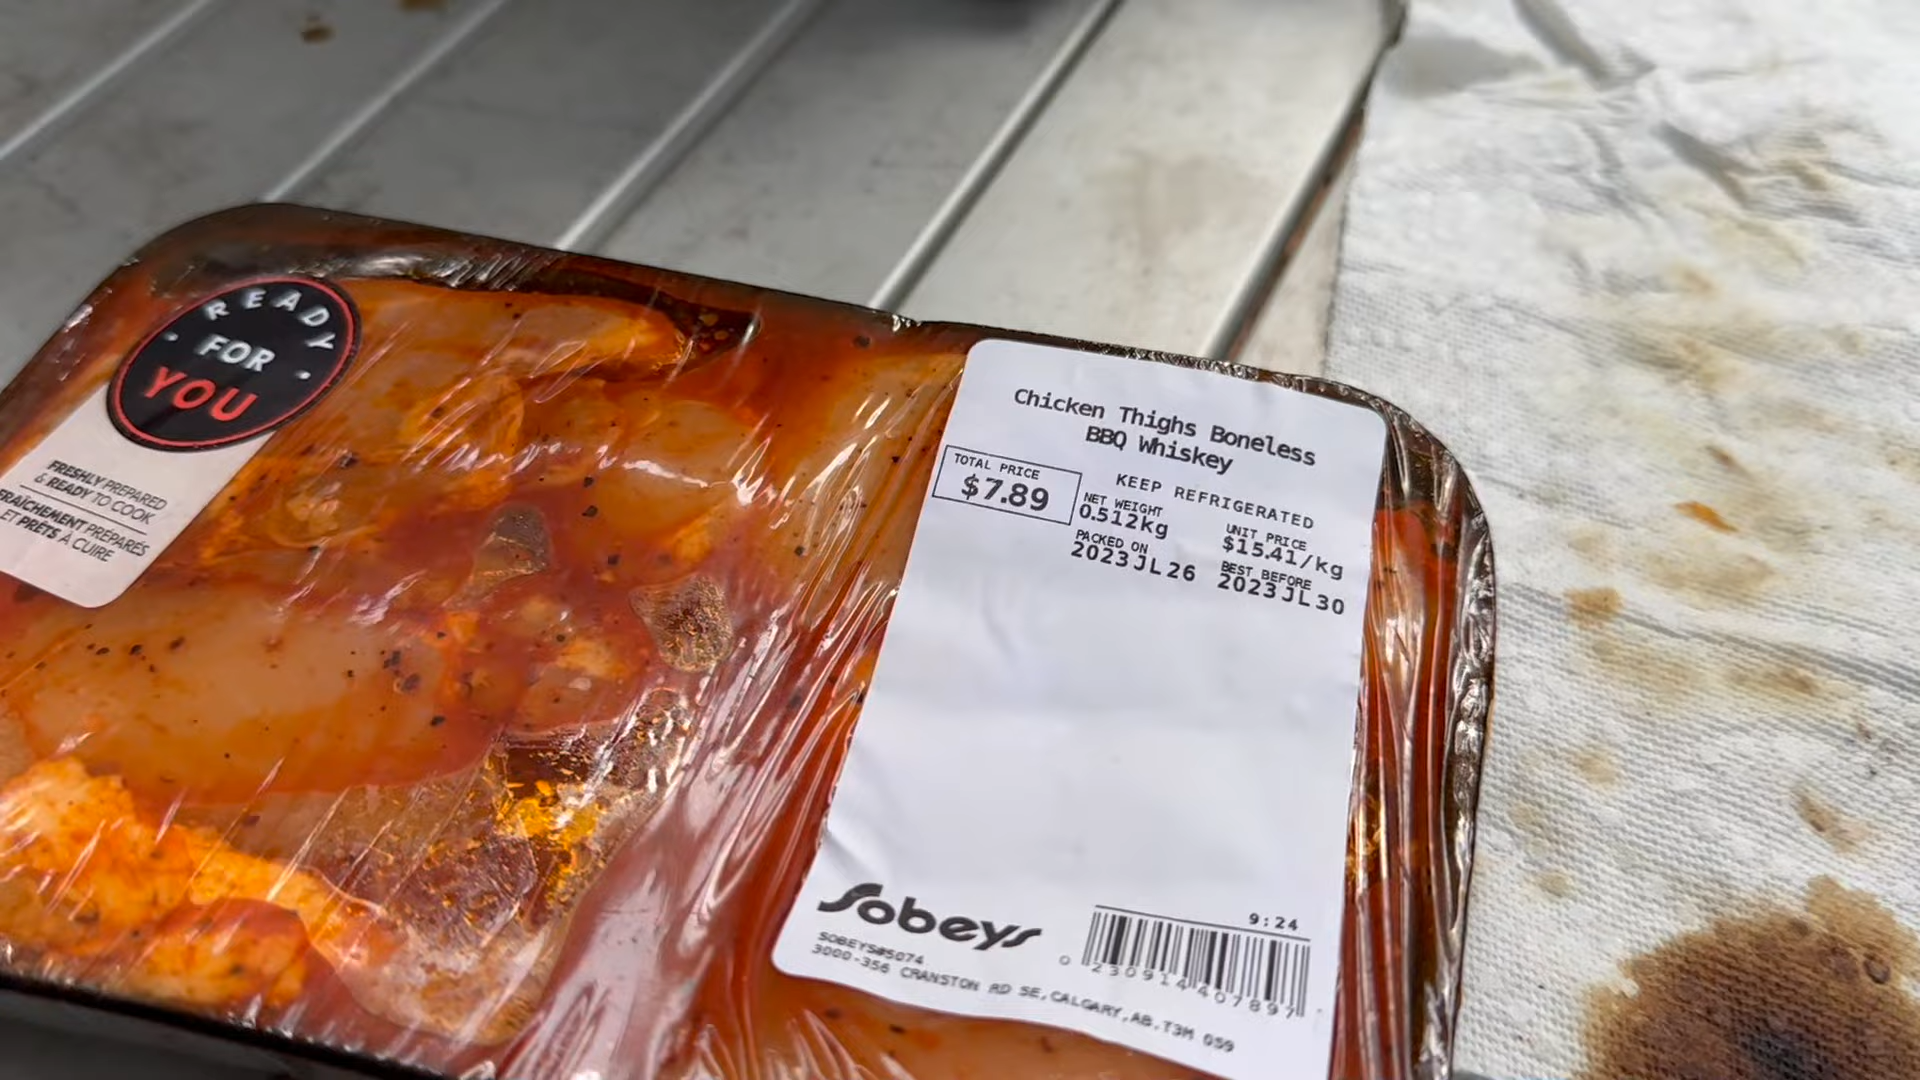 READY
FOR
YOU
FRESHLY PREPARED
& READY TO COOK
FRAÎCHEMENT PRÉPARÉS
ET PRÊTS À CUIRE
Chicken Thighs Boneless
BBQ Whiskey
KEEP REFRIGERATED
TOTAL PRICE
$7.89
NET WEIGHT
0.512kg
UNIT PRICE
$15.41/kg
PACKED ON
2023JL26
BEST BEFORE
2023JL30
Sobeys
9:24
SOBEYS#5074
3000-356 CRANSTON RD SE,CALGARY,AB.T3M 0S9
0 230914407897